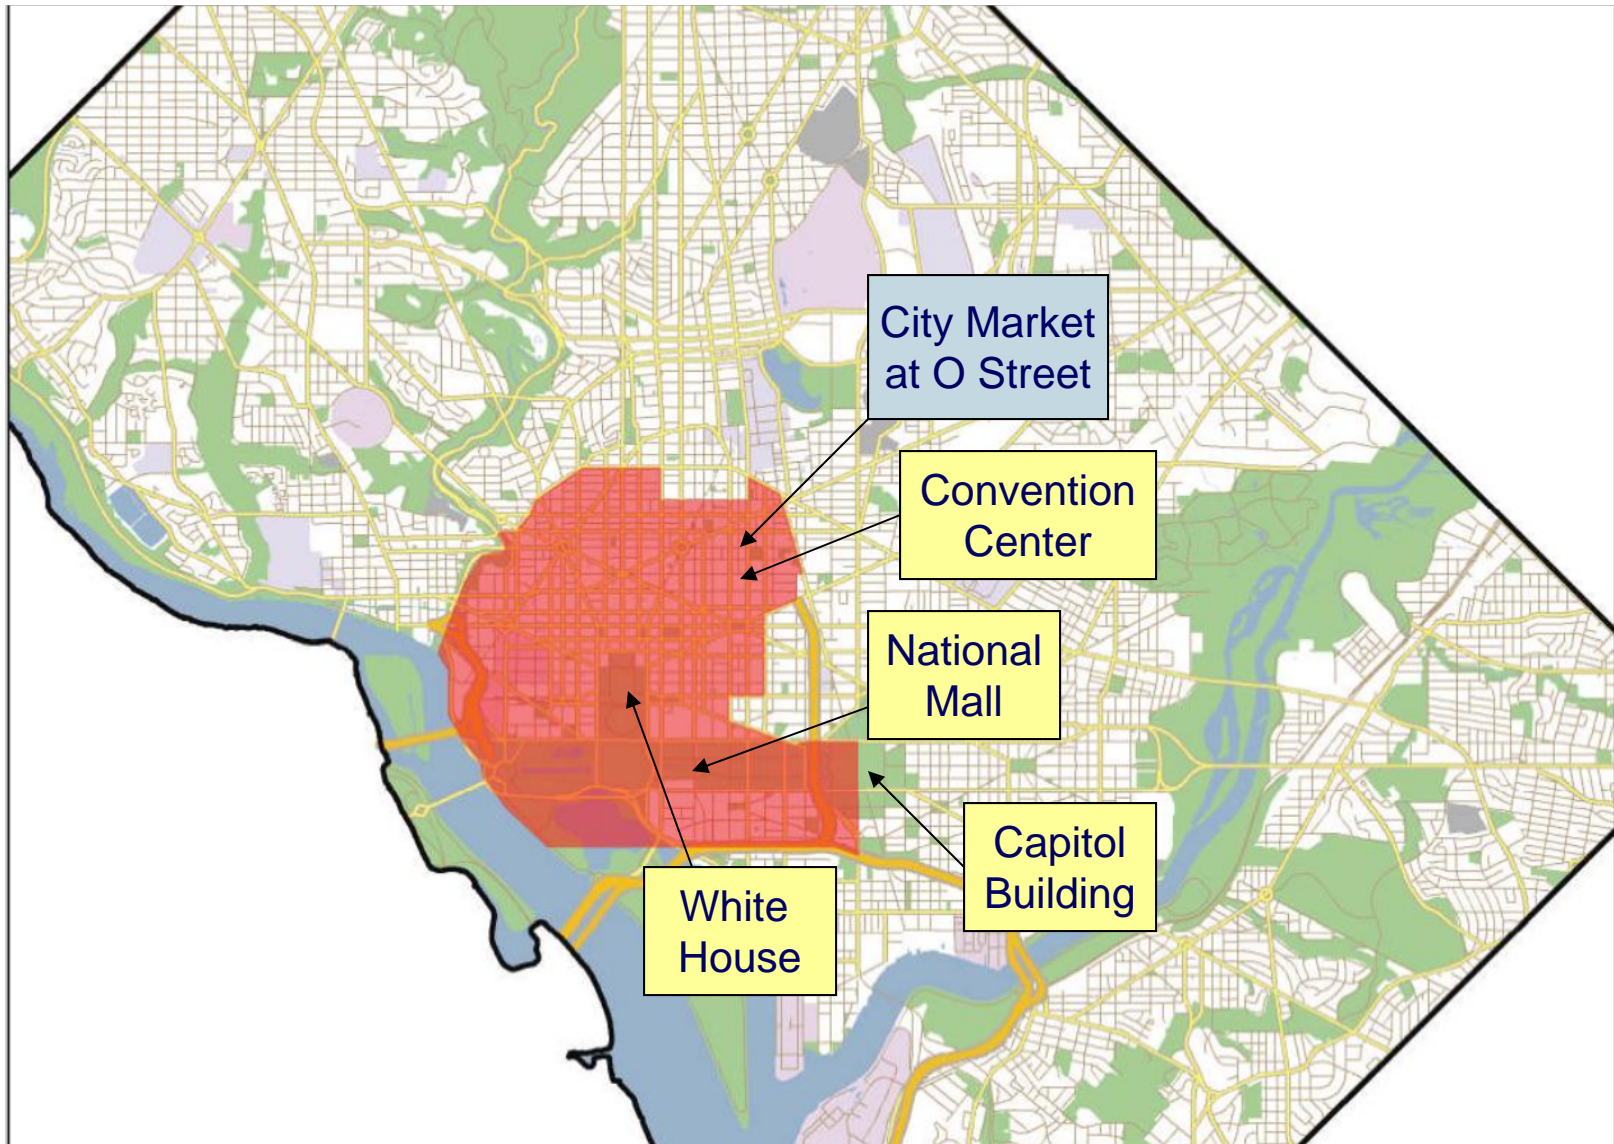 City Market
at O Street
Convention
Center
National
Mall
Capitol
Building
White
House